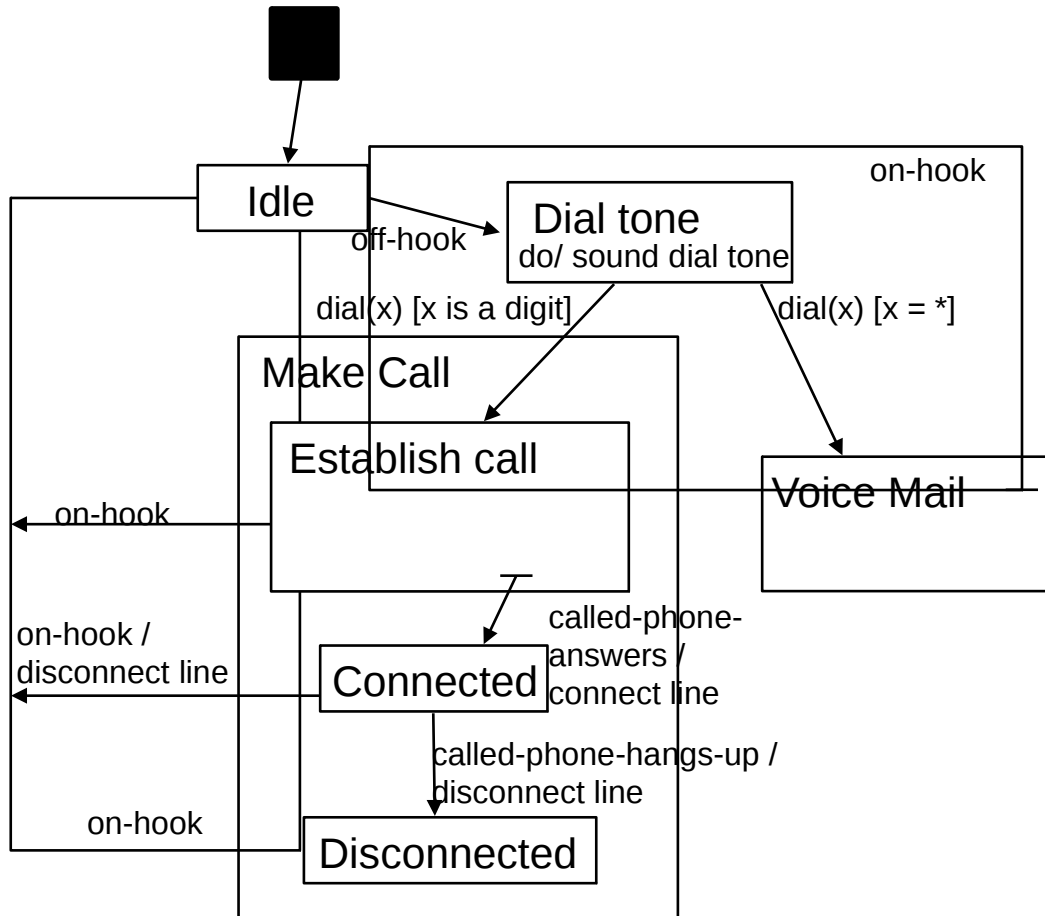 on-hook
Idle
Dial tone
off-hook
do/ sound dial tone
dial(x) [x is a digit]
dial(x) [x = *]
Make Call
Establish call
Voice Mail
on-hook
called-phone-
answers /
connect line
on-hook /
disconnect line
Connected
called-phone-hangs-up /
disconnect line
on-hook
Disconnected